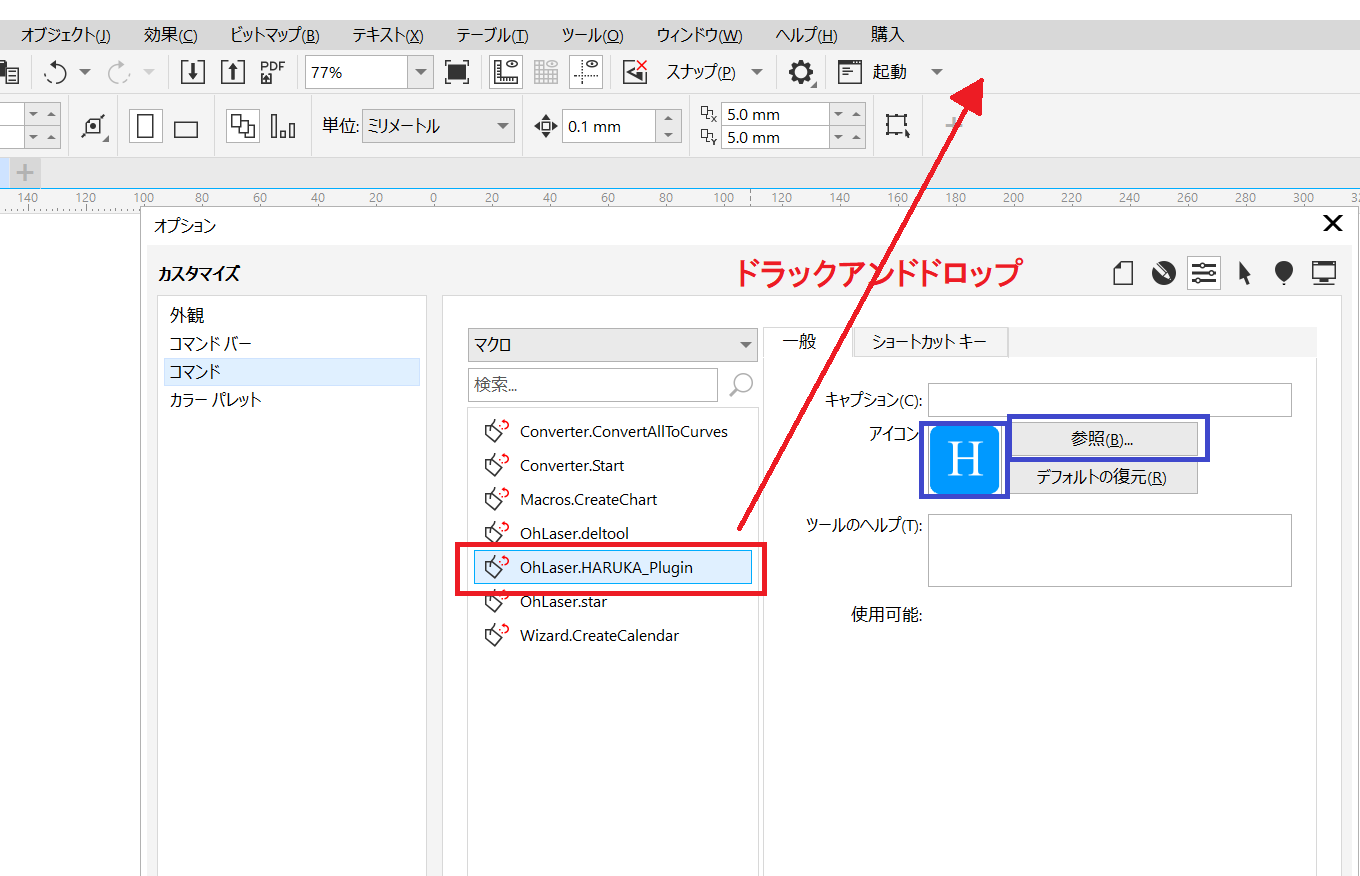 オブジェクト(J) 効果(C) ビットマップ(B) テキスト(X) テーブル(T) ツール(O) ウィンドウ(W) ヘルプ(H) 購入
PDF 77% スナップ(P) 起動
単位: ミリメートル 0.1 mm X 5.0 mm
Y 5.0 mm
140 120 100 80 60 40 20 0 20 40 60 80 100 120 140 160 180 200 220 240 260 280 300
オプション
カスタマイズ
ドラックアンドドロップ
外観
コマンド バー
コマンド
カラー パレット
マクロ
検索...
Converter.ConvertAllToCurves
Converter.Start
Macros.CreateChart
OhLaser.deltool
OhLaser.HARUKA_Plugin
OhLaser.star
Wizard.CreateCalendar
一般 ショートカット キー
キャプション(C):
アイコン H 参照(B)...
デフォルトの復元(R)
ツールのヘルプ(T):
使用可能: